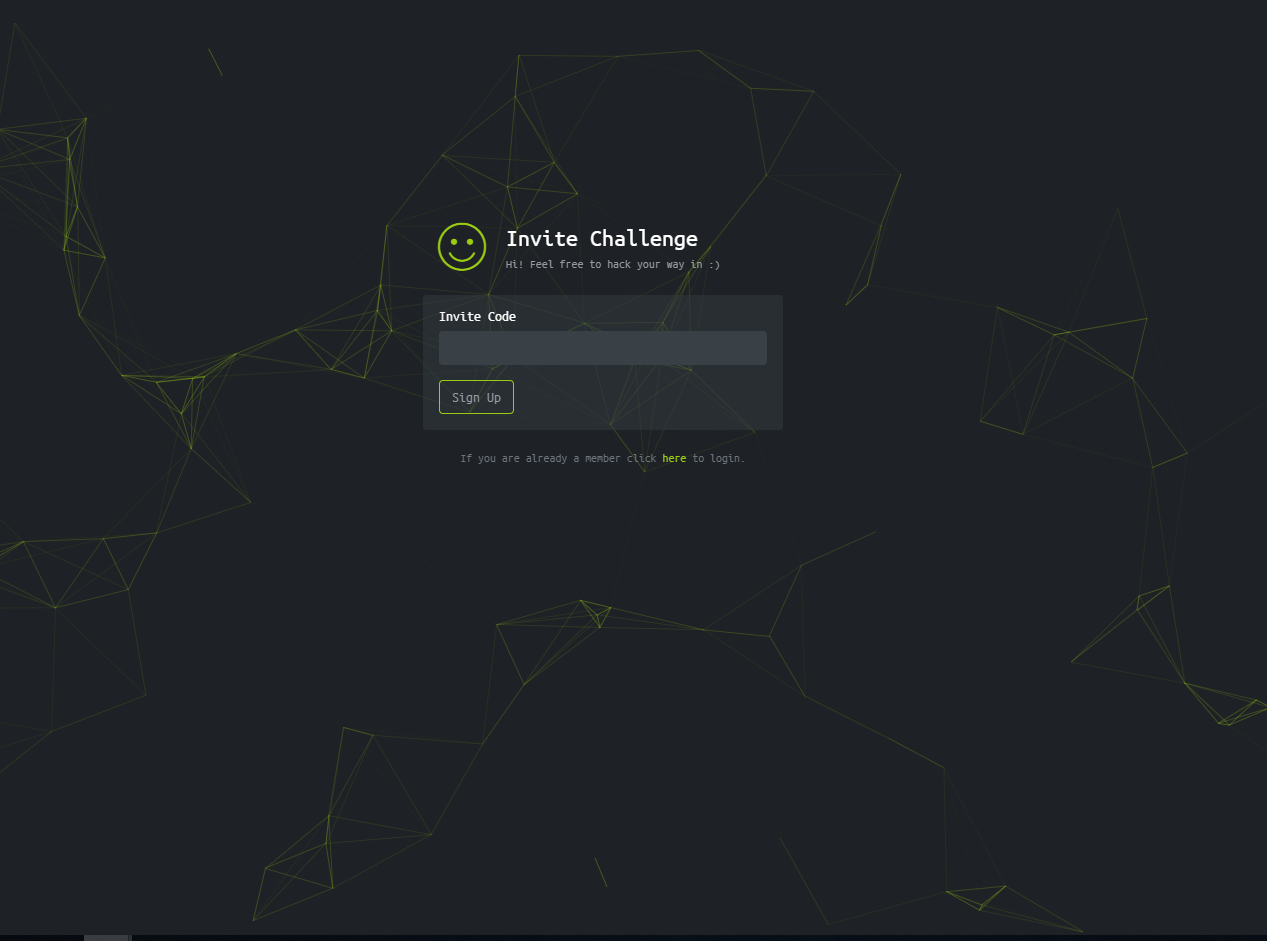 Invite Challenge
Hi! Feel free to hack your way in :)
Invite Code
Sign Up
If you are already a member click here to login.